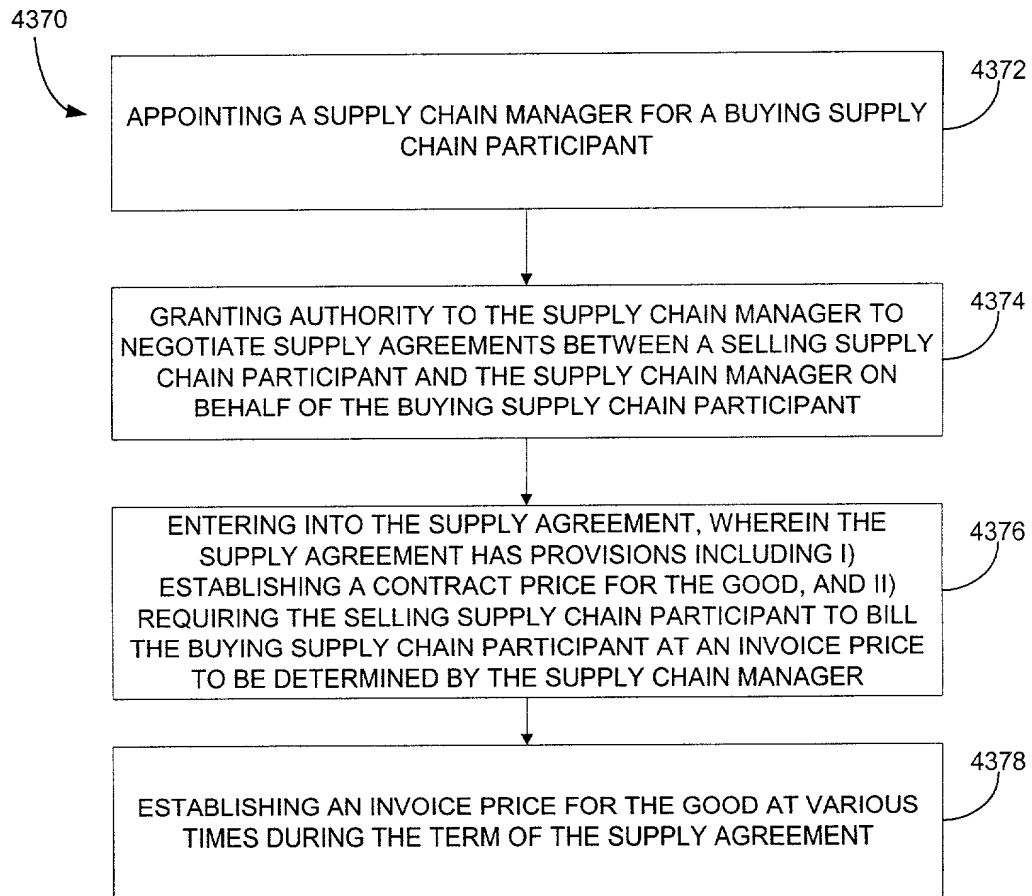 4370
4372
APPOINTING A SUPPLY CHAIN MANAGER FOR A BUYING SUPPLY
CHAIN PARTICIPANT
4374
GRANTING AUTHORITY TO THE SUPPLY CHAIN MANAGER TO
NEGOTIATE SUPPLY AGREEMENTS BETWEEN A SELLING SUPPLY
CHAIN PARTICIPANT AND THE SUPPLY CHAIN MANAGER ON
BEHALF OF THE BUYING SUPPLY CHAIN PARTICIPANT
4376
ENTERING INTO THE SUPPLY AGREEMENT, WHEREIN THE
SUPPLY AGREEMENT HAS PROVISIONS INCLUDING I)
ESTABLISHING A CONTRACT PRICE FOR THE GOOD, AND II)
REQUIRING THE SELLING SUPPLY CHAIN PARTICIPANT TO BILL
THE BUYING SUPPLY CHAIN PARTICIPANT AT AN INVOICE PRICE
TO BE DETERMINED BY THE SUPPLY CHAIN MANAGER
4378
ESTABLISHING AN INVOICE PRICE FOR THE GOOD AT VARIOUS
TIMES DURING THE TERM OF THE SUPPLY AGREEMENT